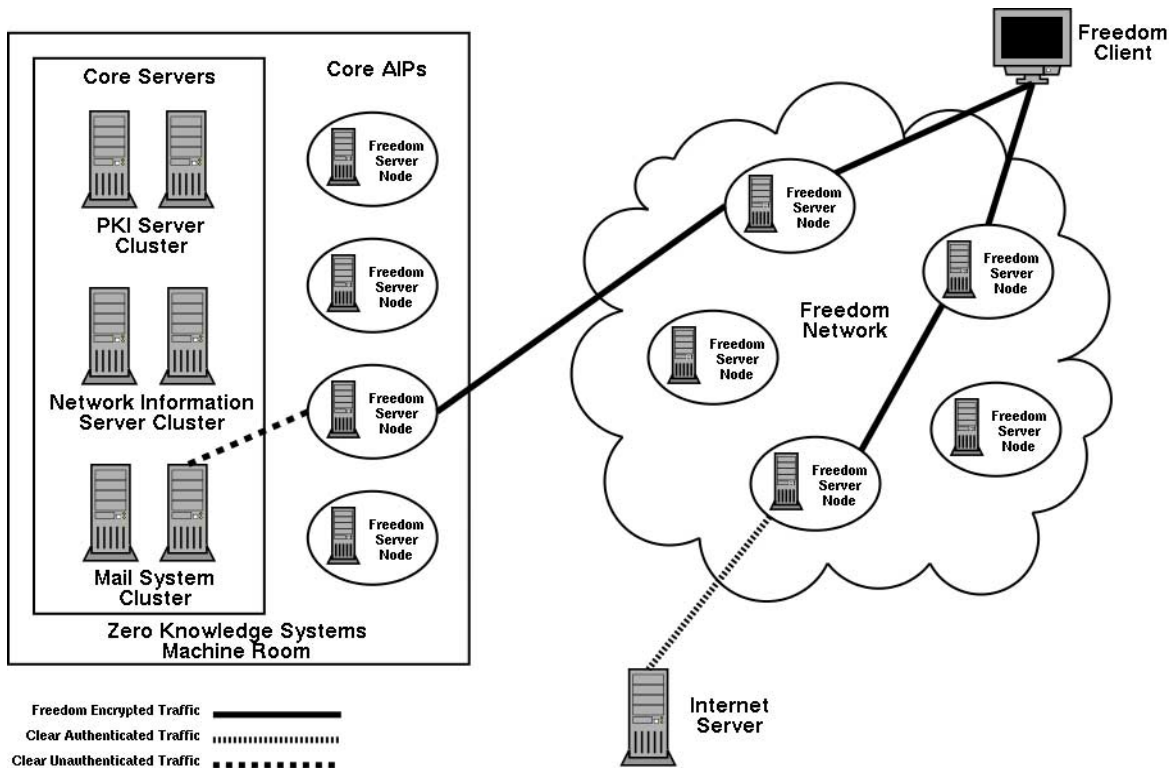 Freedom
Client
Core Servers
Core AIPs
PKI Server
Cluster
Network Information
Server Cluster
Mail System
Cluster
Freedom
Server
Node
Freedom
Server
Node
Freedom
Server
Node
Freedom
Server
Node
Zero Knowledge Systems
Machine Room
Freedom
Server
Node
Freedom
Server
Node
Freedom
Network
Freedom
Server
Node
Freedom
Server
Node
Freedom
Server
Node
Internet
Server
Freedom Encrypted Traffic
Clear Authenticated Traffic
Clear Unauthenticated Traffic